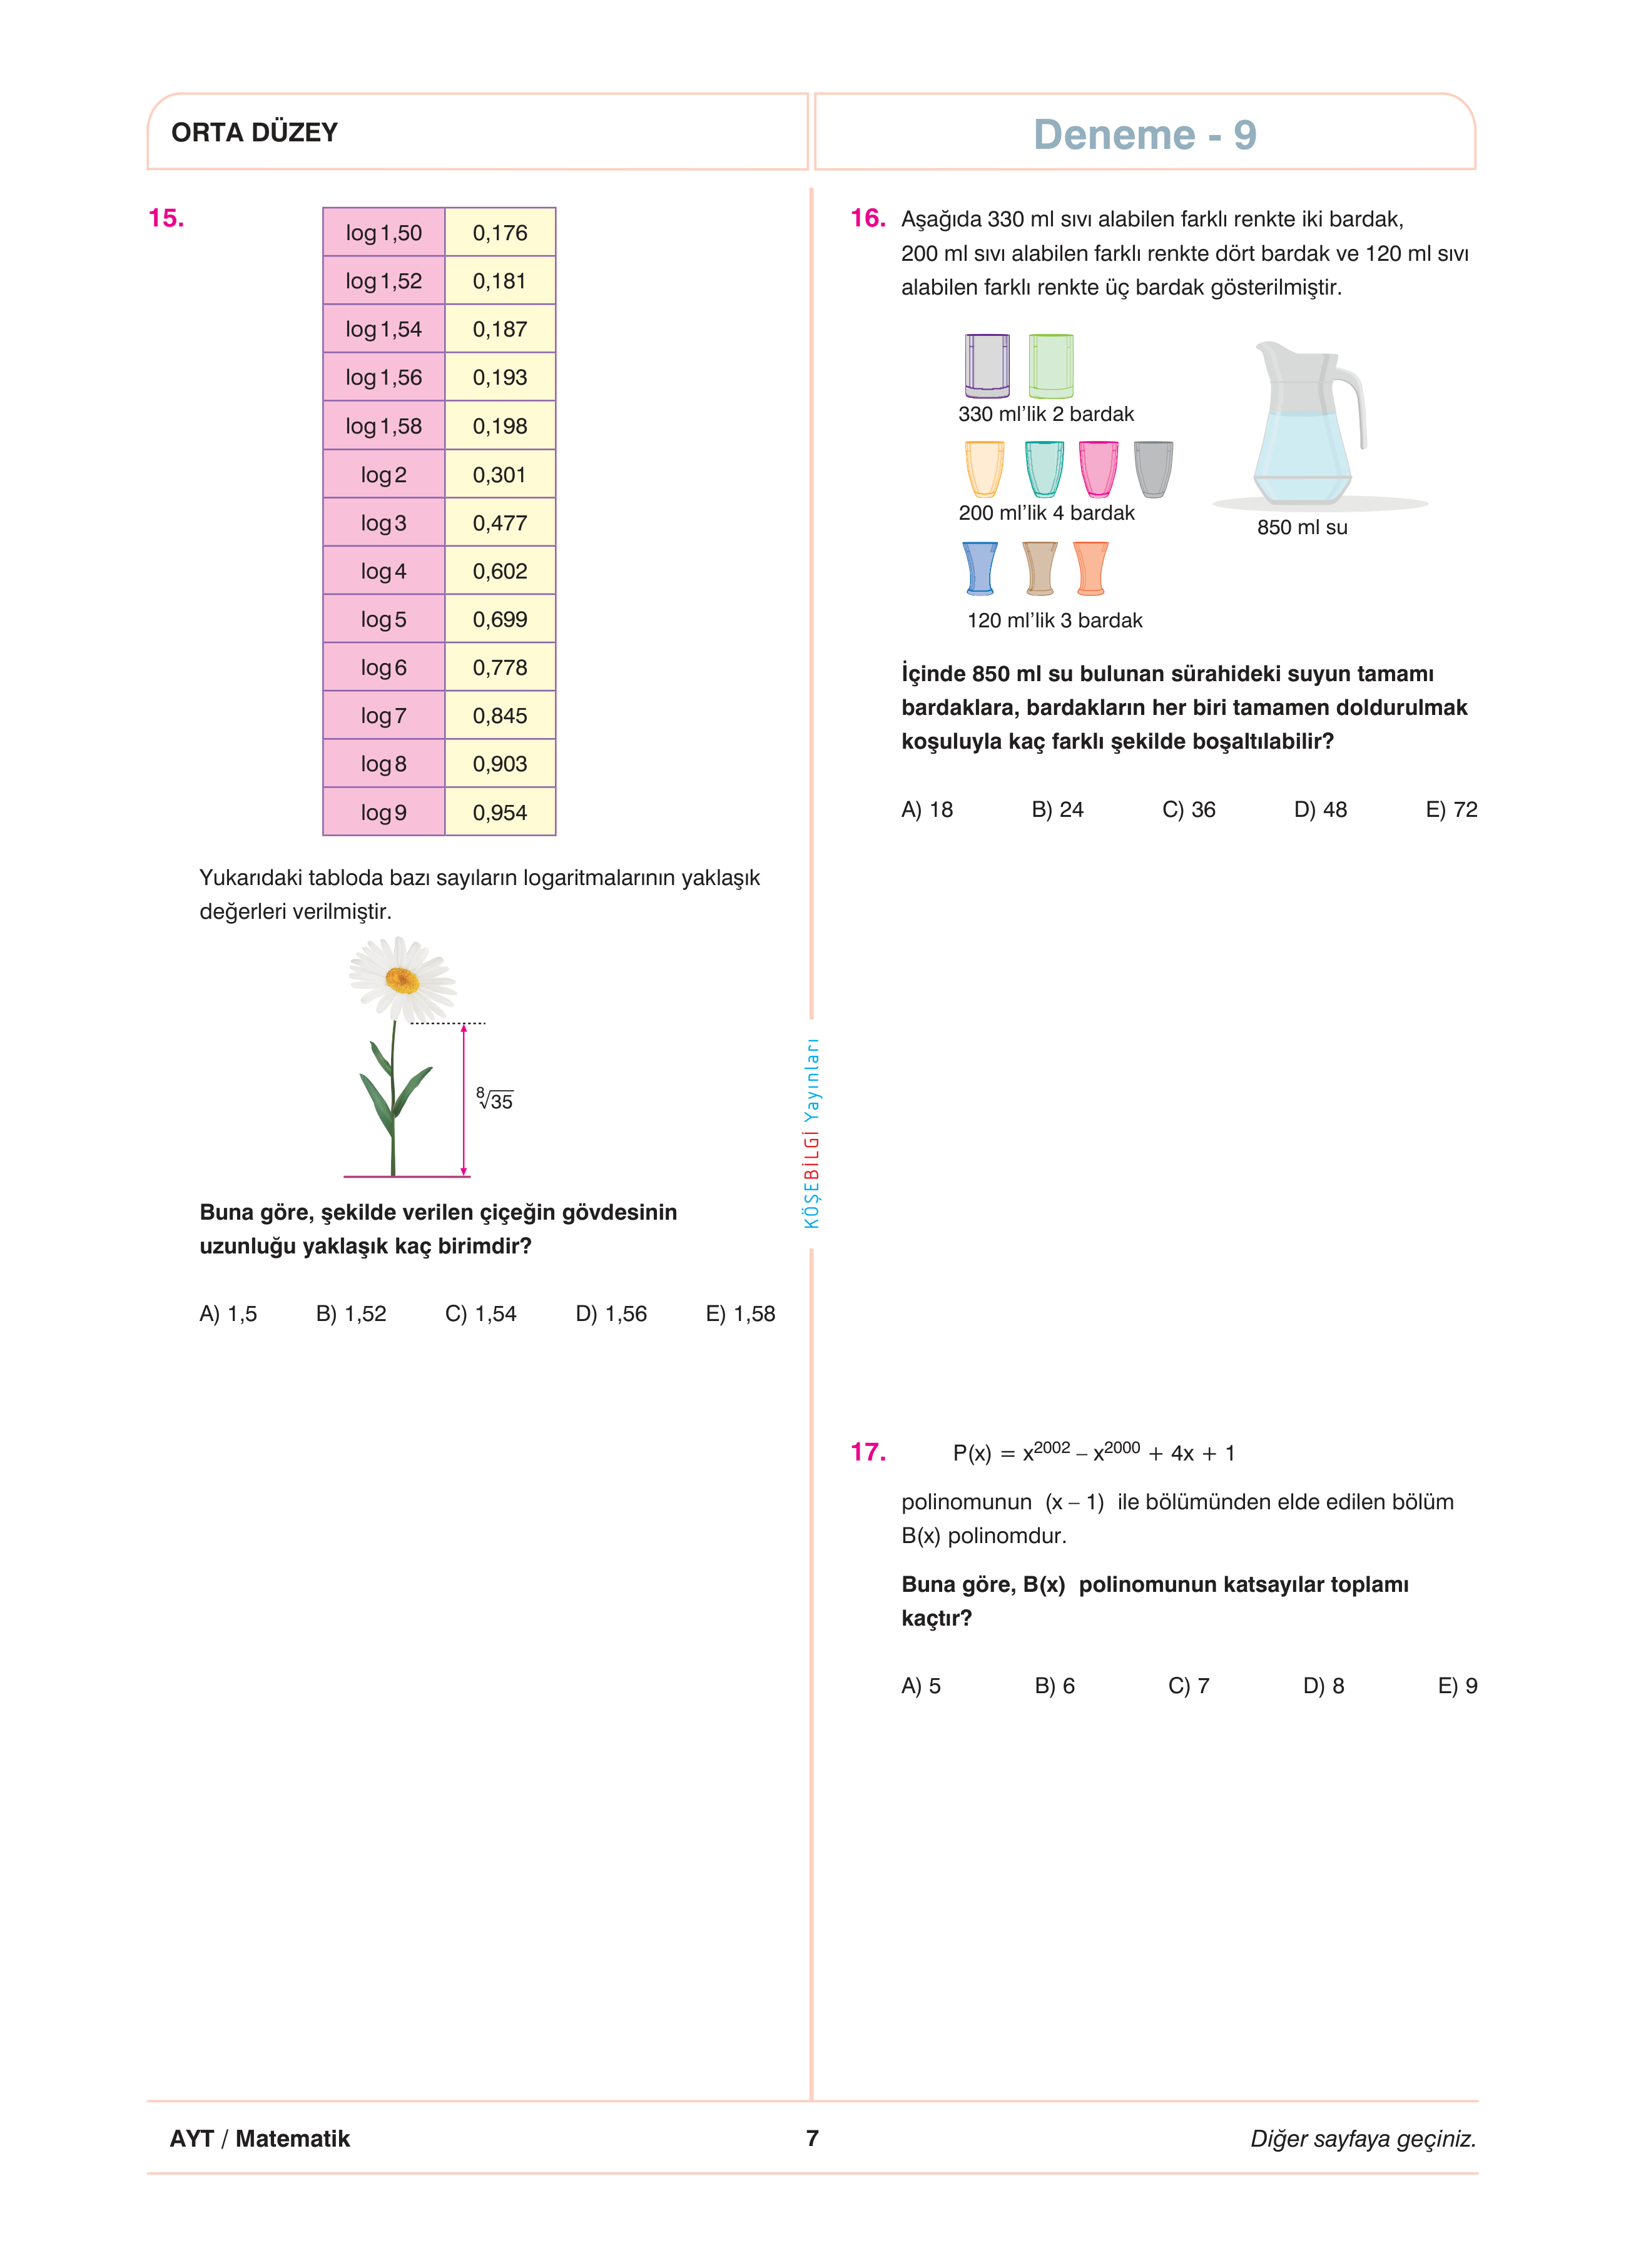 ORTA DÜZEY
Deneme - 9
15.
log 1,50 0,176
log 1,52 0,181
log 1,54 0,187
log 1,56 0,193
log 1,58 0,198
log 2 0,301
log 3 0,477
log 4 0,602
log 5 0,699
log 6 0,778
log 7 0,845
log 8 0,903
log 9 0,954
Yukarıdaki tabloda bazı sayıların logaritmalarının yaklaşık
değerleri verilmiştir.
⁸√35
Buna göre, şekilde verilen çiçeğin gövdesinin
uzunluğu yaklaşık kaç birimdir?
A) 1,5 B) 1,52 C) 1,54 D) 1,56 E) 1,58
KÖŞEBİLGİ Yayınları
16. Aşağıda 330 ml sıvı alabilen farklı renkte iki bardak,
200 ml sıvı alabilen farklı renkte dört bardak ve 120 ml sıvı
alabilen farklı renkte üç bardak gösterilmiştir.
330 ml'lik 2 bardak
200 ml'lik 4 bardak
850 ml su
120 ml'lik 3 bardak
İçinde 850 ml su bulunan sürahideki suyun tamamı
bardaklara, bardakların her biri tamamen doldurulmak
koşuluyla kaç farklı şekilde boşaltılabilir?
A) 18 B) 24 C) 36 D) 48 E) 72
17. P(x) = x²⁰⁰² – x²⁰⁰⁰ + 4x + 1
polinomunun (x – 1) ile bölümünden elde edilen bölüm
B(x) polinomdur.
Buna göre, B(x) polinomunun katsayılar toplamı
kaçtır?
A) 5 B) 6 C) 7 D) 8 E) 9
AYT / Matematik
7
Diğer sayfaya geçiniz.